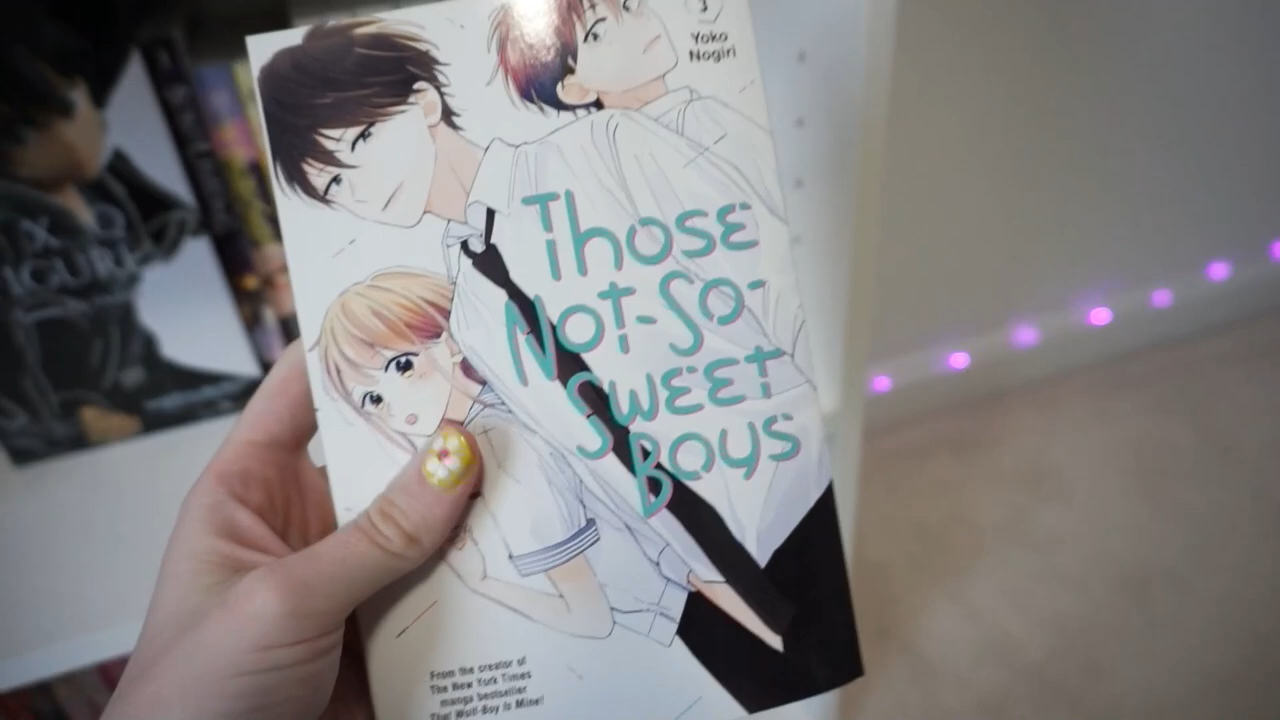 3
Yoko
Nogiri
Those
Not-So-
Sweet
Boys
From the creator of
The New York Times
manga bestseller
That Wolf-Boy Is Mine!